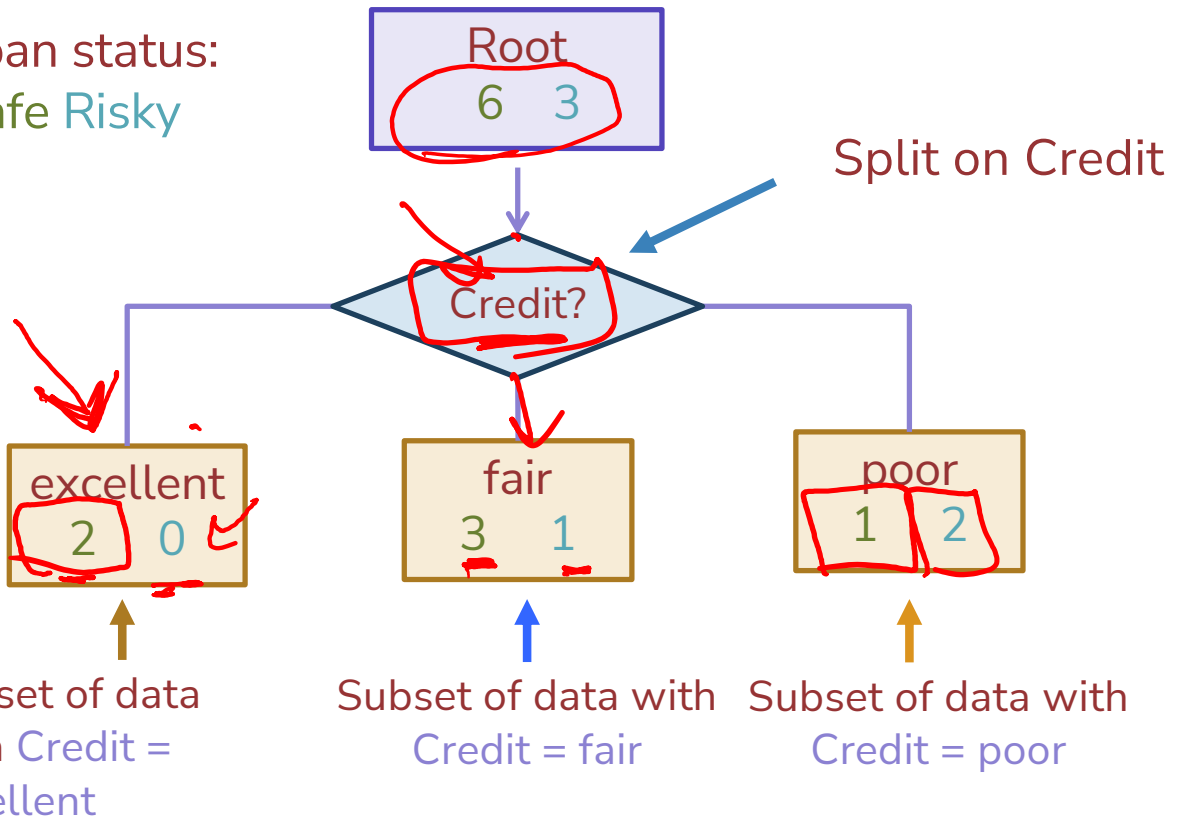 oan status:
afe Risky
Root
6 3
Split on Credit
Credit?
excellent
2 0
fair
3 1
poor
1 2
set of data
Credit =
ellent
Subset of data with
Credit = fair
Subset of data with
Credit = poor